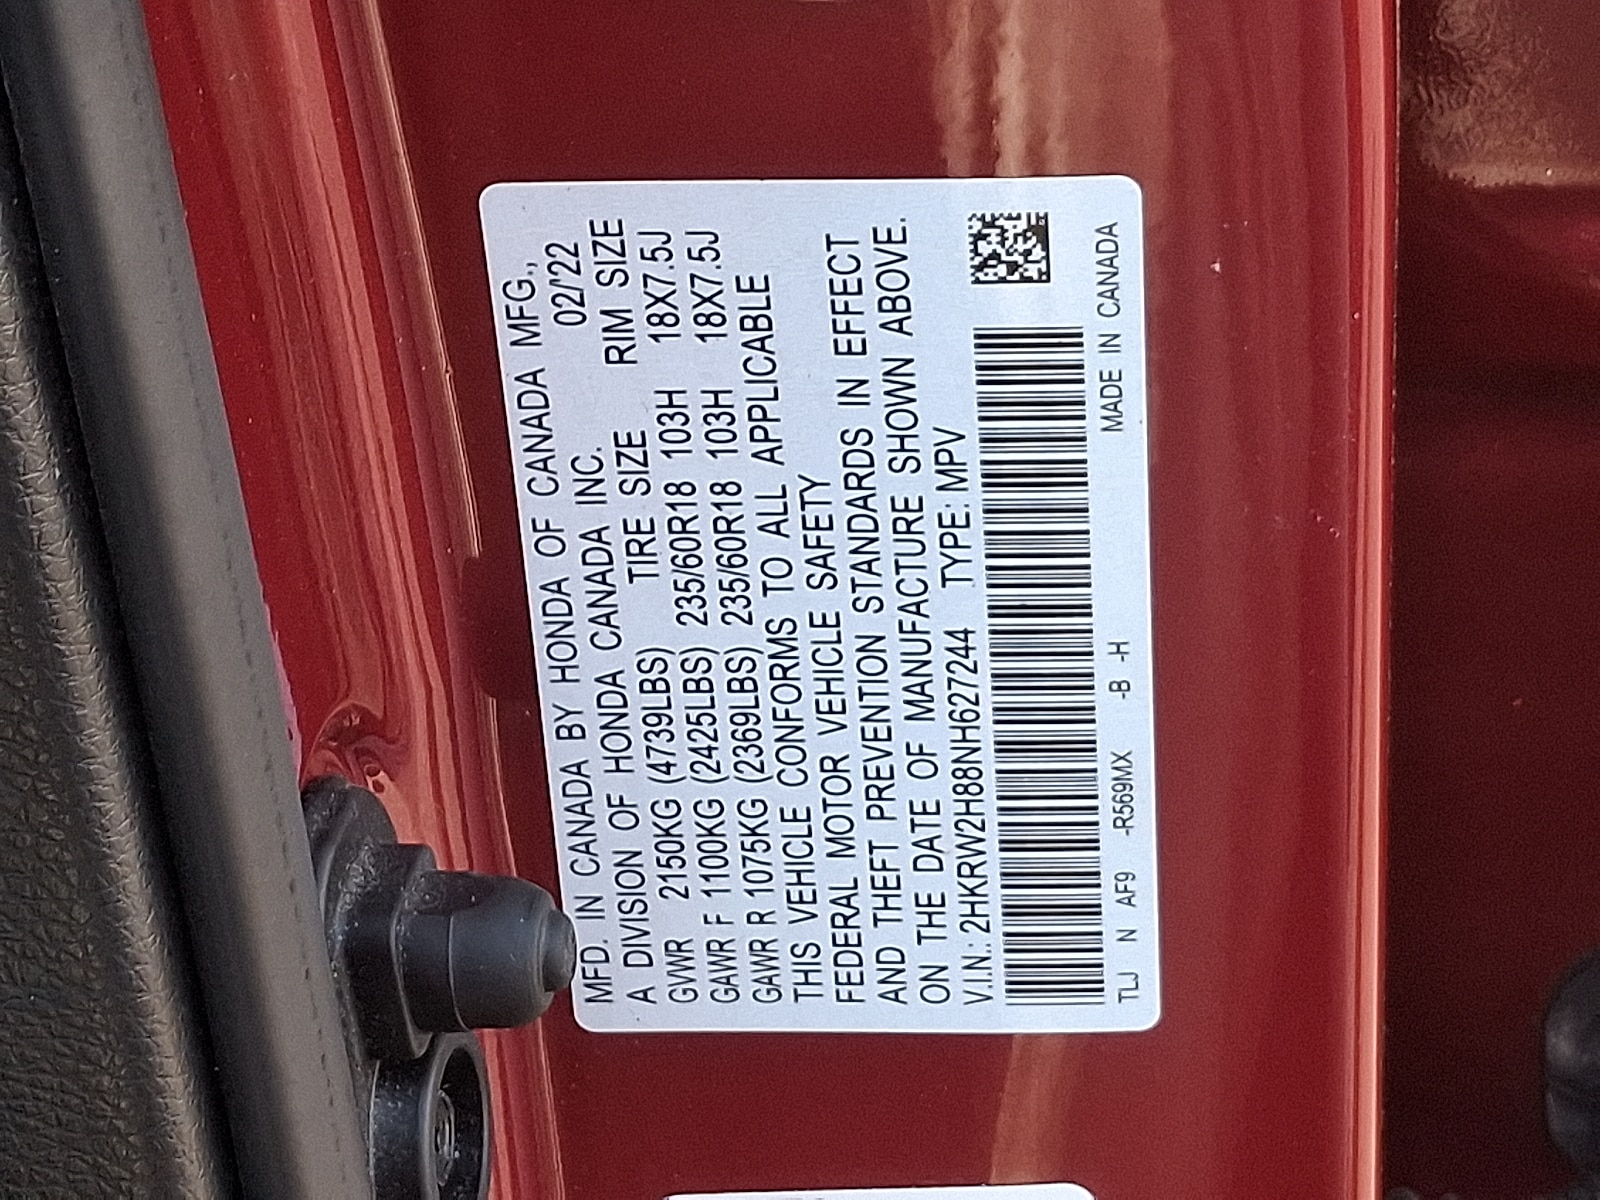 MFD. IN CANADA BY HONDA OF CANADA MFG.,
A DIVISION OF HONDA CANADA INC. 02/'22
TIRE SIZE RIM SIZE
GVWR 2150KG (4739LBS)
GAWR F 1100KG (2425LBS) 235/60R18 103H 18X7.5J
GAWR R 1075KG (2369LBS) 235/60R18 103H 18X7.5J
THIS VEHICLE CONFORMS TO ALL APPLICABLE
FEDERAL MOTOR VEHICLE SAFETY
AND THEFT PREVENTION STANDARDS IN EFFECT
ON THE DATE OF MANUFACTURE SHOWN ABOVE.
V.I.N.: 2HKRW2H88NH627244 TYPE: MPV
TLJ N AF9 -R569MX -B -H MADE IN CANADA